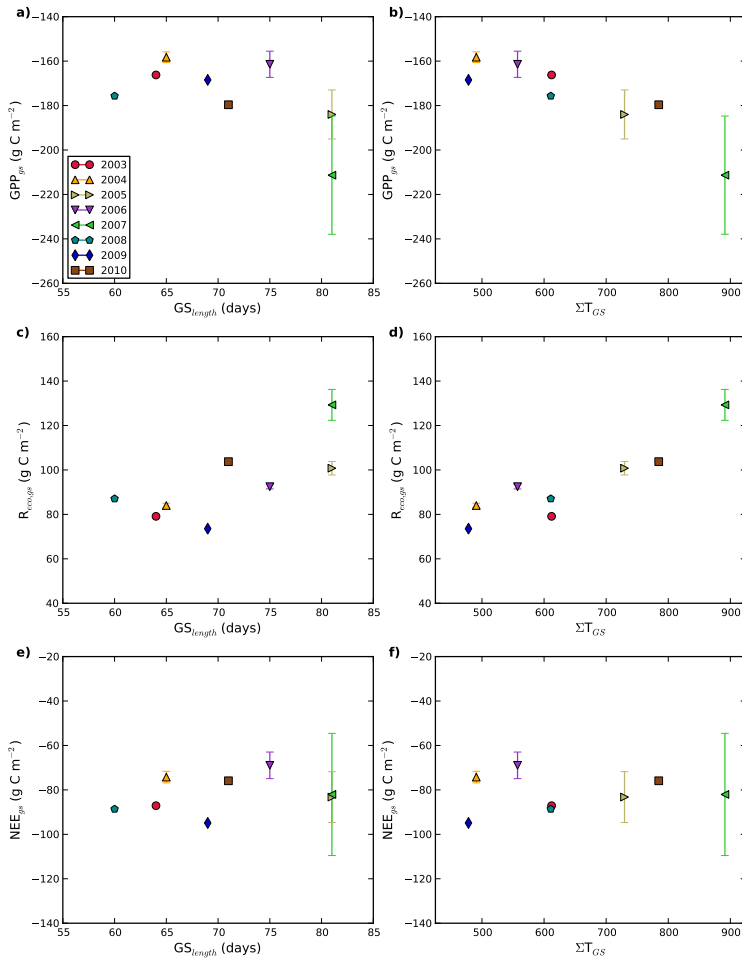 a)
−140
−160
−180
−200
−220
−240
−260
GPP_gs (g C m⁻²)
2003
2004
2005
2006
2007
2008
2009
2010
55 60 65 70 75 80 85
GS_length (days)
b)
−140
−160
−180
−200
−220
−240
−260
GPP_gs (g C m⁻²)
500 600 700 800 900
ΣT_GS
c)
160
140
120
100
80
60
40
R_eco,gs (g C m⁻²)
55 60 65 70 75 80 85
GS_length (days)
d)
160
140
120
100
80
60
40
R_eco,gs (g C m⁻²)
500 600 700 800 900
ΣT_GS
e)
−20
−40
−60
−80
−100
−120
−140
NEE_gs (g C m⁻²)
55 60 65 70 75 80 85
GS_length (days)
f)
−20
−40
−60
−80
−100
−120
−140
NEE_gs (g C m⁻²)
500 600 700 800 900
ΣT_GS